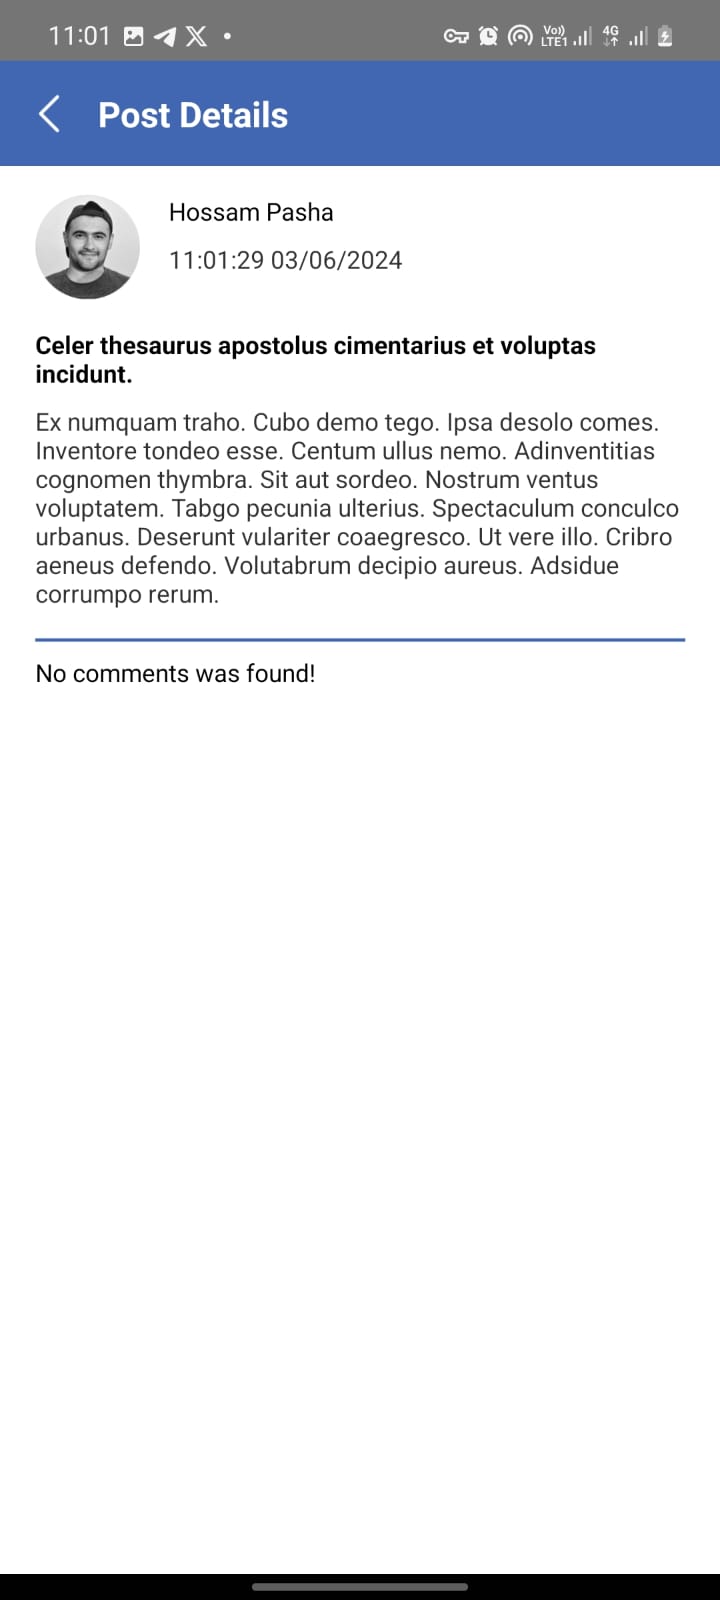 11:01
Vo))
LTE1
4G
Post Details
Hossam Pasha
11:01:29 03/06/2024
Celer thesaurus apostolus cimentarius et voluptas
incidunt.
Ex numquam traho. Cubo demo tego. Ipsa desolo comes.
Inventore tondeo esse. Centum ullus nemo. Adinventitias
cognomen thymbra. Sit aut sordeo. Nostrum ventus
voluptatem. Tabgo pecunia ulterius. Spectaculum conculco
urbanus. Deserunt vulariter coaegresco. Ut vere illo. Cribro
aeneus defendo. Volutabrum decipio aureus. Adsidue
corrumpo rerum.
No comments was found!